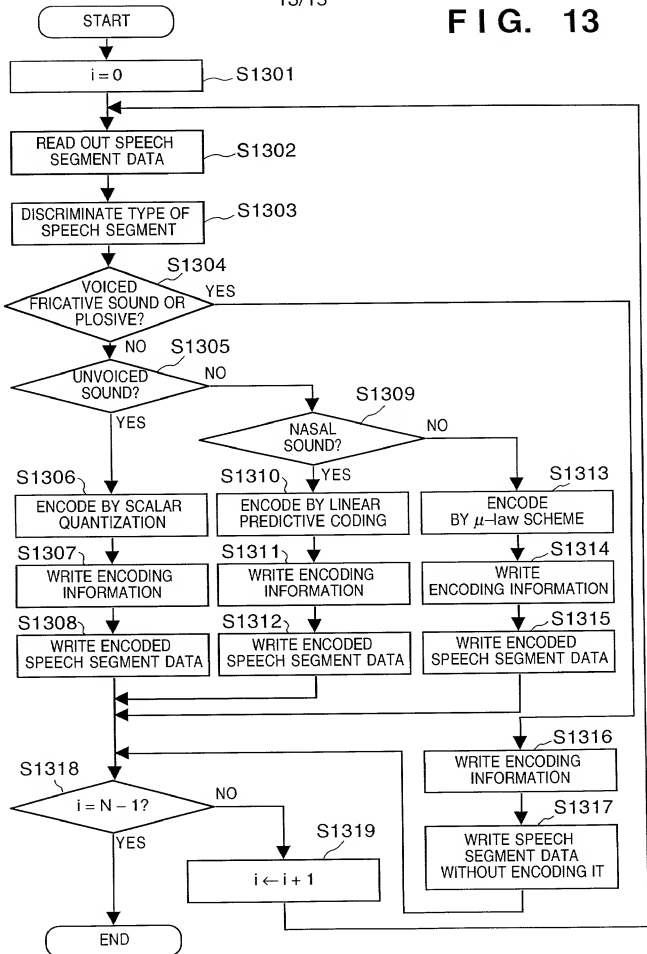 13/13
FIG. 13
START
i = 0
S1301
READ OUT SPEECH
SEGMENT DATA
S1302
DISCRIMINATE TYPE OF
SPEECH SEGMENT
S1303
S1304
VOICED
FRICATIVE SOUND OR
PLOSIVE?
YES
NO
S1305
UNVOICED
SOUND?
NO
YES
S1309
NASAL
SOUND?
NO
YES
S1306
ENCODE BY SCALAR
QUANTIZATION
S1307
WRITE ENCODING
INFORMATION
S1308
WRITE ENCODED
SPEECH SEGMENT DATA
S1310
ENCODE BY LINEAR
PREDICTIVE CODING
S1311
WRITE ENCODING
INFORMATION
S1312
WRITE ENCODED
SPEECH SEGMENT DATA
S1313
ENCODE
BY μ-law SCHEME
S1314
WRITE
ENCODING INFORMATION
S1315
WRITE ENCODED
SPEECH SEGMENT DATA
S1316
WRITE ENCODING
INFORMATION
S1317
WRITE SPEECH
SEGMENT DATA
WITHOUT ENCODING IT
S1318
i = N – 1?
NO
YES
S1319
i ← i + 1
END